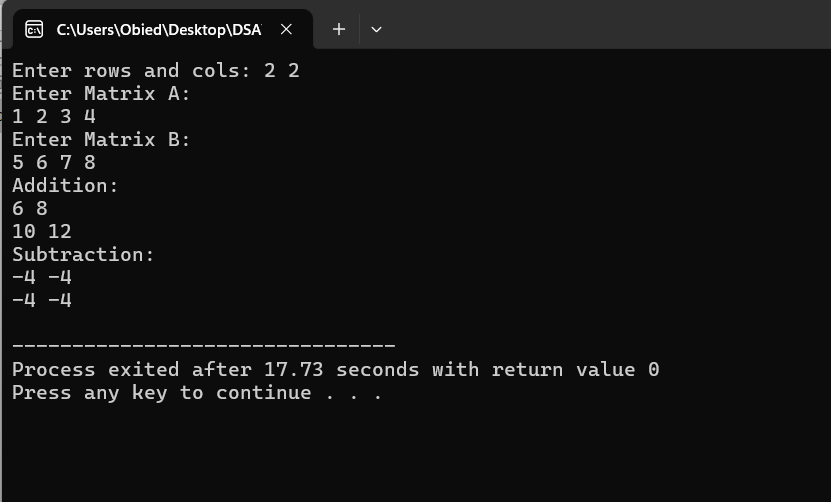 C:\Users\Obied\Desktop\DSA
Enter rows and cols: 2 2
Enter Matrix A:
1 2 3 4
Enter Matrix B:
5 6 7 8
Addition:
6 8
10 12
Subtraction:
-4 -4
-4 -4
--------------------------------
Process exited after 17.73 seconds with return value 0
Press any key to continue . . .